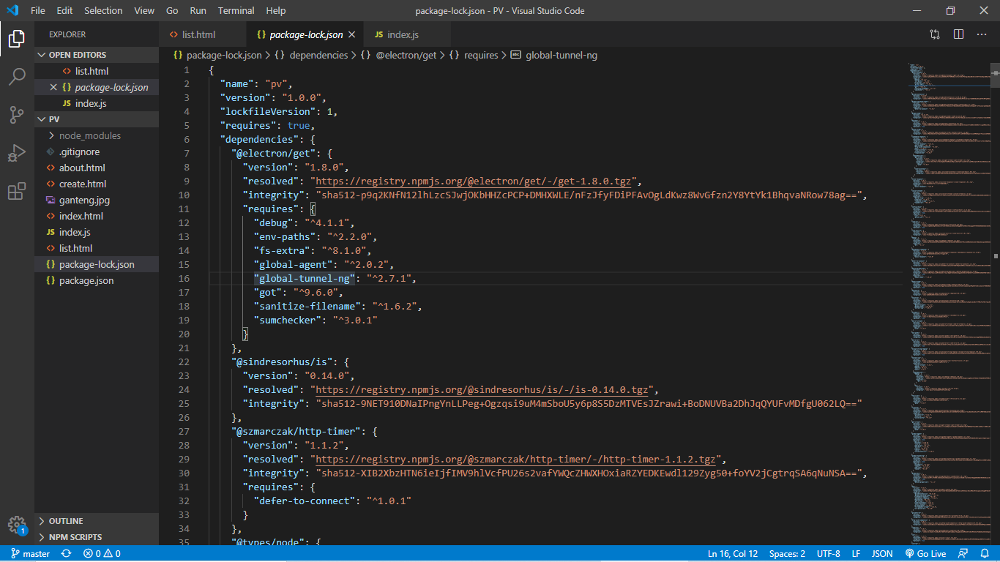 File Edit Selection View Go Run Terminal Help
package-lock.json - PV - Visual Studio Code
EXPLORER
OPEN EDITORS
list.html
package-lock.json
index.js
PV
node_modules
.gitignore
about.html
create.html
ganteng.jpg
index.html
index.js
list.html
package-lock.json
package.json
OUTLINE
NPM SCRIPTS
1
list.html
package-lock.json
index.js
package-lock.json > {} dependencies > {} @electron/get > {} requires > abc global-tunnel-ng
1 {
2 "name": "pv",
3 "version": "1.0.0",
4 "lockfileVersion": 1,
5 "requires": true,
6 "dependencies": {
7 "@electron/get": {
8 "version": "1.8.0",
9 "resolved": "https://registry.npmjs.org/@electron/get/-/get-1.8.0.tgz",
10 "integrity": "sha512-p9q2KNfN12lhLzcSJwjOKbHHZcPCP+DMHXWLE/nFzJfyFDiPFAvOgLdKwz8WvGfzn2Y8YtYk1BhqvaNRow78ag==",
11 "requires": {
12 "debug": "^4.1.1",
13 "env-paths": "^2.2.0",
14 "fs-extra": "^8.1.0",
15 "global-agent": "^2.0.2",
16 "global-tunnel-ng": "^2.7.1",
17 "got": "^9.6.0",
18 "sanitize-filename": "^1.6.2",
19 "sumchecker": "^3.0.1"
20 }
21 },
22 "@sindresorhus/is": {
23 "version": "0.14.0",
24 "resolved": "https://registry.npmjs.org/@sindresorhus/is/-/is-0.14.0.tgz",
25 "integrity": "sha512-9NET910DNaIPngYnLLPeg+Ogzqsi9uM4mSboU5y6p8S5DzMTVEsJZrawi+BoDNUVBa2DhJqQYUFvMDfgU062LQ=="
26 },
27 "@szmarczak/http-timer": {
28 "version": "1.1.2",
29 "resolved": "https://registry.npmjs.org/@szmarczak/http-timer/-/http-timer-1.1.2.tgz",
30 "integrity": "sha512-XIB2XbzHTN6ieIjfIMV9hlVcfPU26s2vafYWQcZHWXHOxiaRZYEDKEwdl129Zyg50+foYV2jCgtrqSA6qNuNSA==",
31 "requires": {
32 "defer-to-connect": "^1.0.1"
33 }
34 },
35 "@types/node": {
master 0 0 Ln 16, Col 12 Spaces: 2 UTF-8 LF JSON Go Live